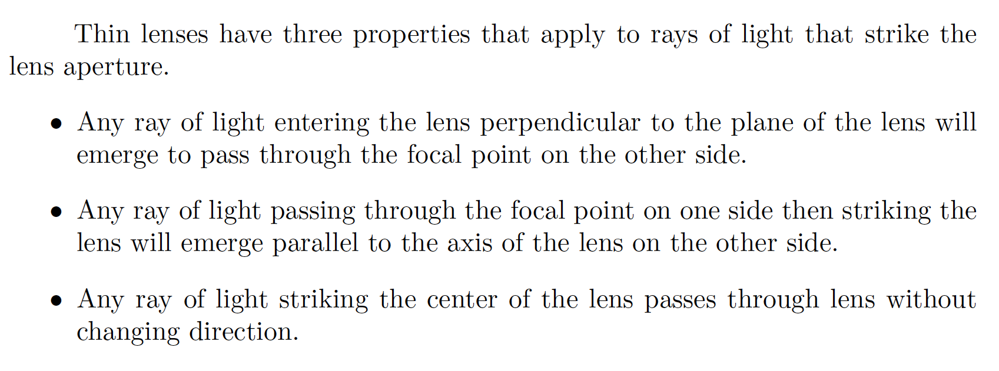 Thin lenses have three properties that apply to rays of light that strike the
lens aperture.
• Any ray of light entering the lens perpendicular to the plane of the lens will
emerge to pass through the focal point on the other side.
• Any ray of light passing through the focal point on one side then striking the
lens will emerge parallel to the axis of the lens on the other side.
• Any ray of light striking the center of the lens passes through lens without
changing direction.